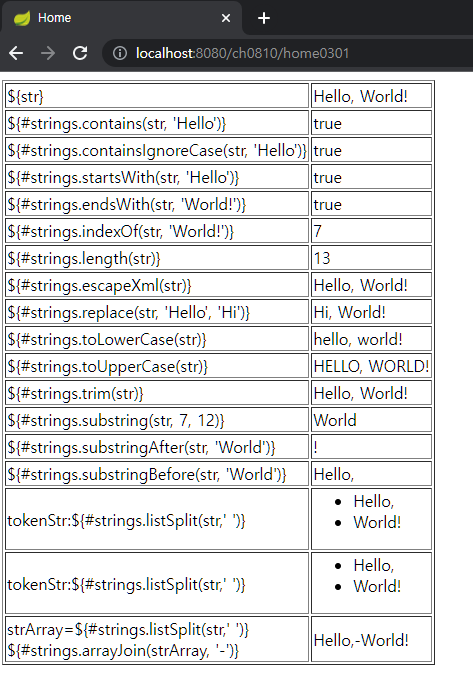 Home
localhost:8080/ch0810/home0301
${str} Hello, World!
${#strings.contains(str, 'Hello')} true
${#strings.containsIgnoreCase(str, 'Hello')} true
${#strings.startsWith(str, 'Hello')} true
${#strings.endsWith(str, 'World!')} true
${#strings.indexOf(str, 'World!')} 7
${#strings.length(str)} 13
${#strings.escapeXml(str)} Hello, World!
${#strings.replace(str, 'Hello', 'Hi')} Hi, World!
${#strings.toLowerCase(str)} hello, world!
${#strings.toUpperCase(str)} HELLO, WORLD!
${#strings.trim(str)} Hello, World!
${#strings.substring(str, 7, 12)} World
${#strings.substringAfter(str, 'World')} !
${#strings.substringBefore(str, 'World')} Hello,
tokenStr:${#strings.listSplit(str,' ')}
• Hello,
• World!
tokenStr:${#strings.listSplit(str,' ')}
• Hello,
• World!
strArray=${#strings.listSplit(str,' ')}
${#strings.arrayJoin(strArray, '-')}
Hello,-World!